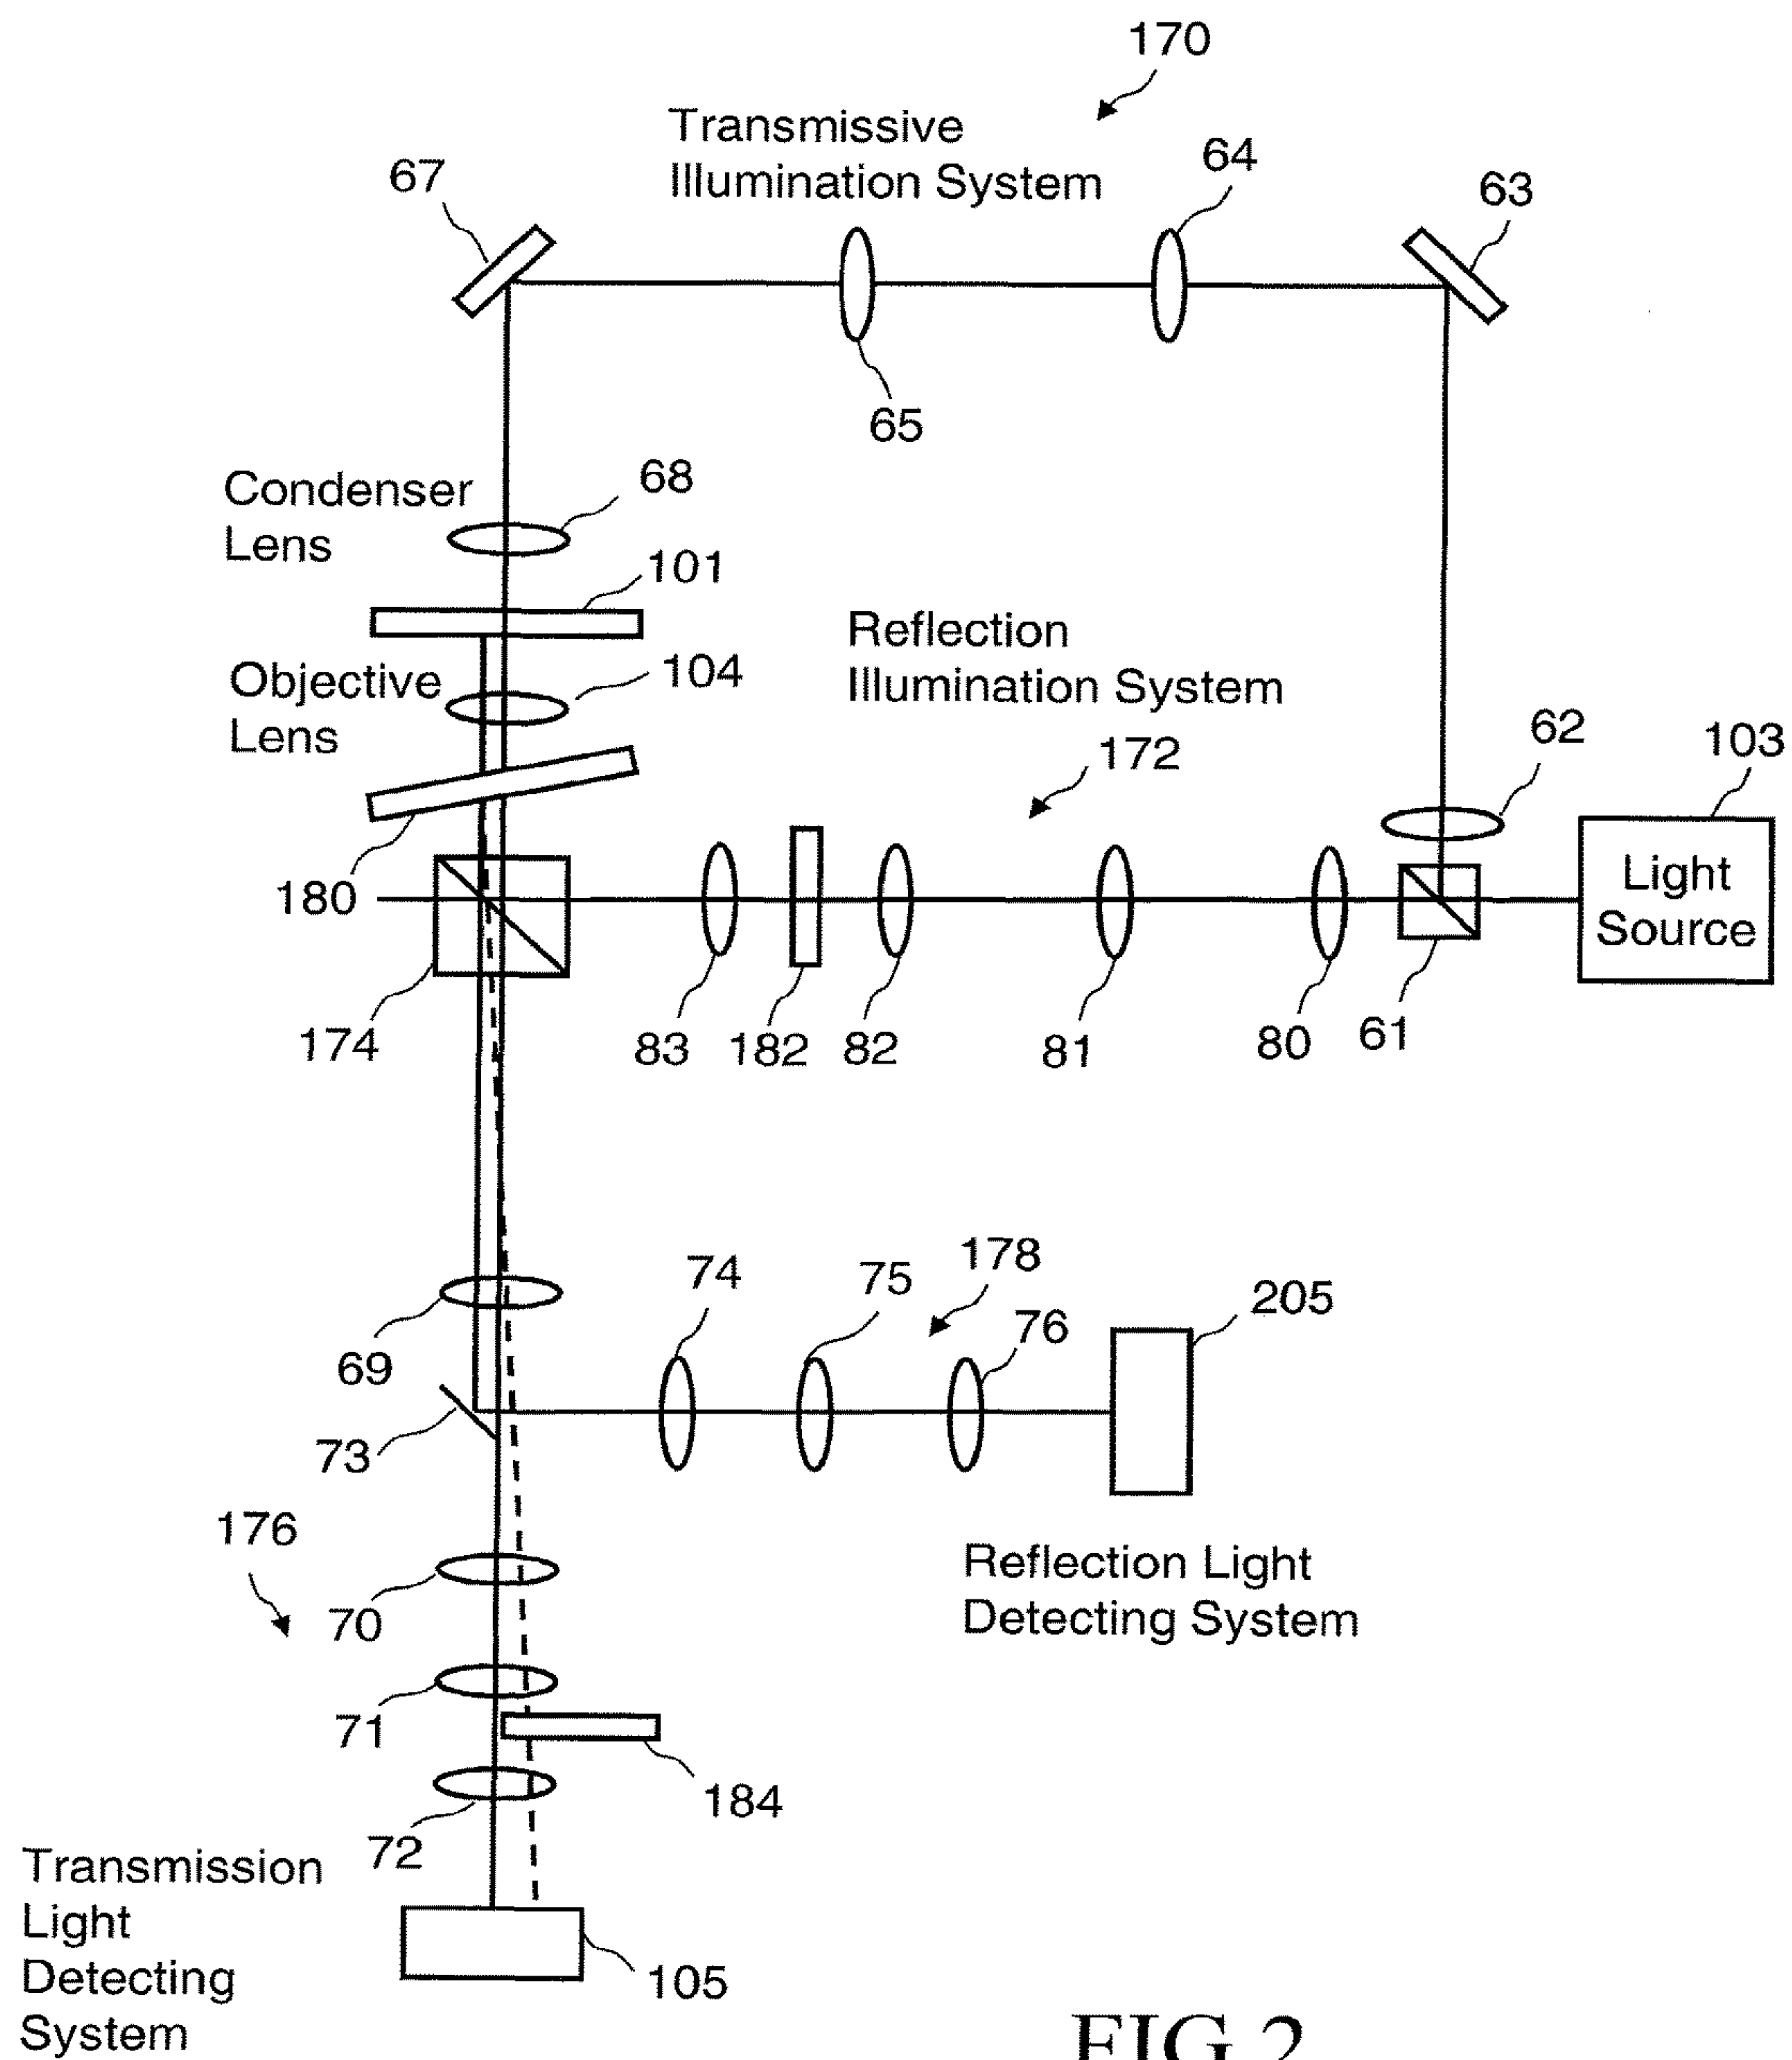 170
Transmissive
Illumination System
67
64
63
65
Condenser
Lens
68
101
Objective
Lens
104
Reflection
Illumination System
172
62
103
Light
Source
180
174
83
182
82
81
80
61
74
75
178
76
205
69
73
176
70
Reflection Light
Detecting System
71
184
72
Transmission
Light
Detecting
System
105
FIG.2